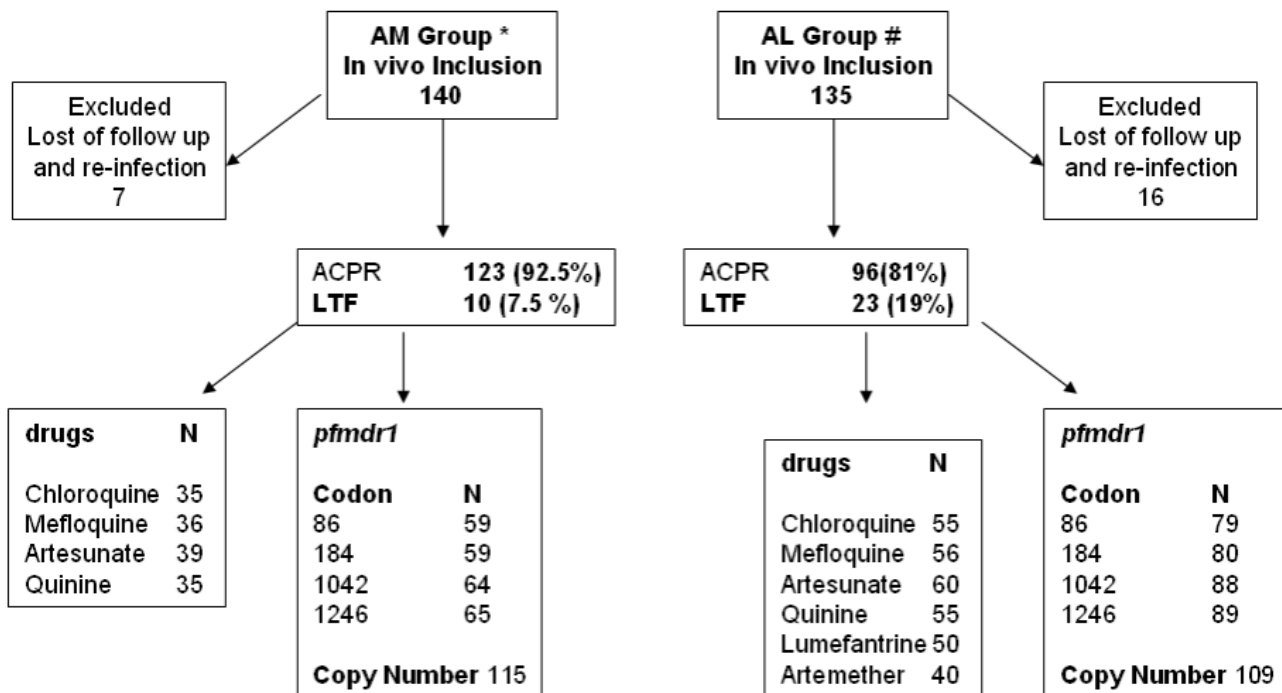 AM Group *
In vivo Inclusion
140
AL Group #
In vivo Inclusion
135
Excluded
Lost of follow up
and re-infection
7
Excluded
Lost of follow up
and re-infection
16
ACPR 123 (92.5%)
LTF 10 (7.5 %)
ACPR 96(81%)
LTF 23 (19%)
drugs N
Chloroquine 35
Mefloquine 36
Artesunate 39
Quinine 35
pfmdr1
Codon N
86 59
184 59
1042 64
1246 65
Copy Number 115
drugs N
Chloroquine 55
Mefloquine 56
Artesunate 60
Quinine 55
Lumefantrine 50
Artemether 40
pfmdr1
Codon N
86 79
184 80
1042 88
1246 89
Copy Number 109